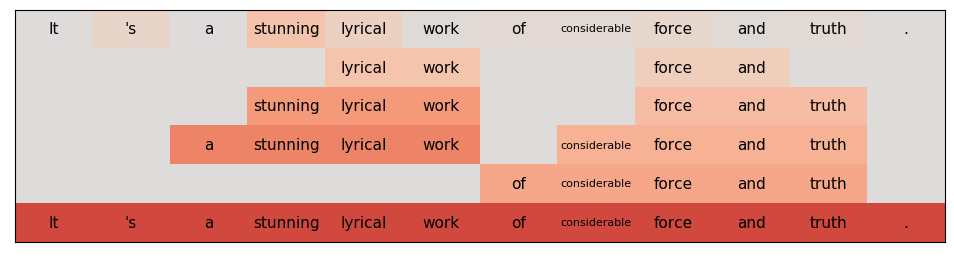 It 's a stunning lyrical work of considerable force and truth .
lyrical work force and
stunning lyrical work force and truth
a stunning lyrical work considerable force and truth
of considerable force and truth
It 's a stunning lyrical work of considerable force and truth .